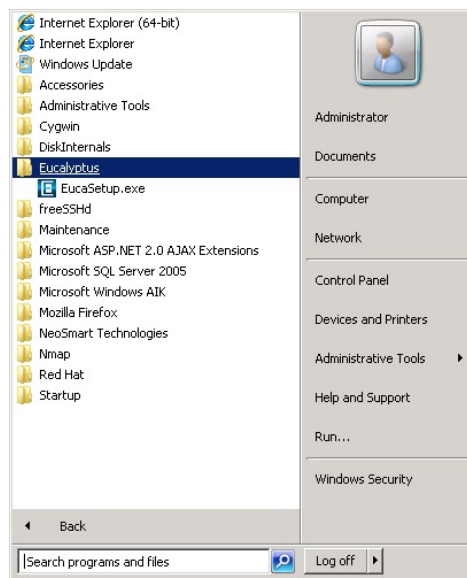 Internet Explorer (64-bit)
Internet Explorer
Windows Update
Accessories
Administrative Tools
Cygwin
DiskInternals
Eucalyptus
EucaSetup.exe
freeSSHd
Maintenance
Microsoft ASP.NET 2.0 AJAX Extensions
Microsoft SQL Server 2005
Microsoft Windows AIK
Mozilla Firefox
NeoSmart Technologies
Nmap
Red Hat
Startup
Back
Search programs and files
Administrator
Documents
Computer
Network
Control Panel
Devices and Printers
Administrative Tools
Help and Support
Run...
Windows Security
Log off